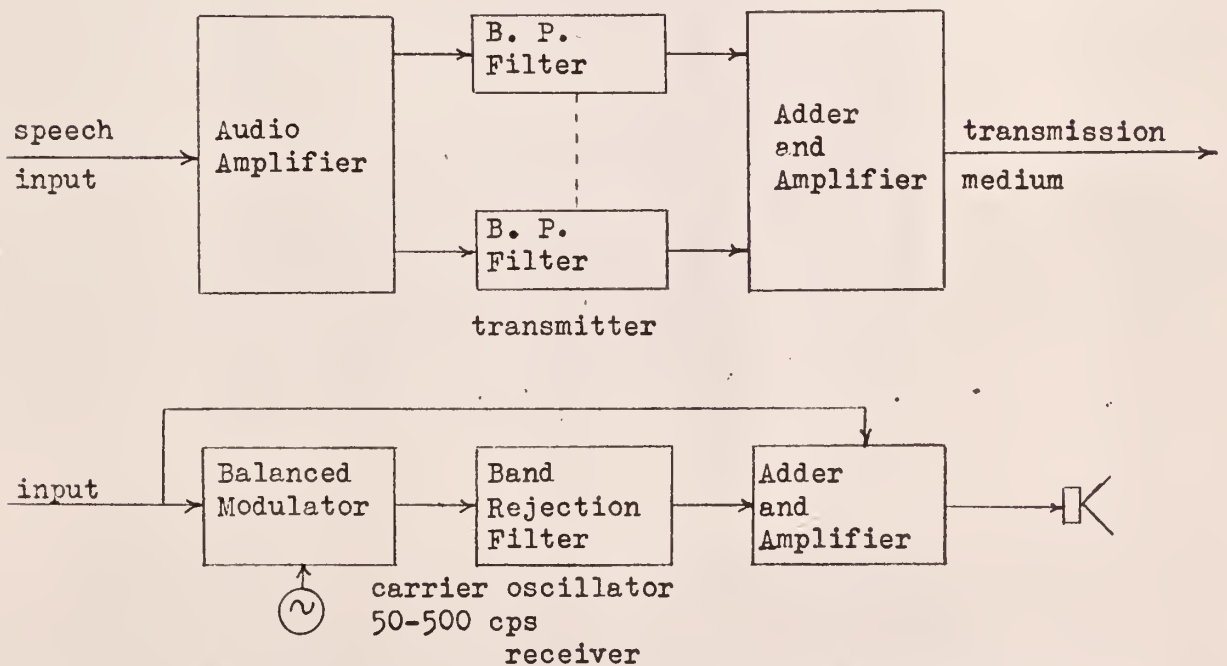 B. P.
Filter
speech
input
Audio
Amplifier
Adder
and
Amplifier
transmission
medium
B. P.
Filter
transmitter
input
Balanced
Modulator
Band
Rejection
Filter
Adder
and
Amplifier
carrier oscillator
50-500 cps
receiver